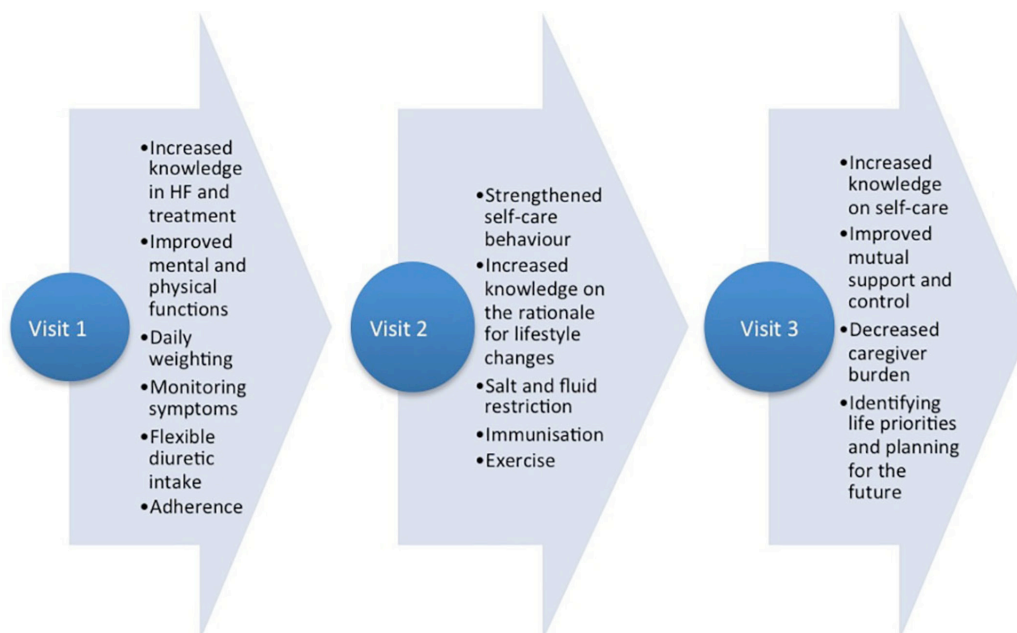 Visit 1
•Increased
knowledge
in HF and
treatment
•Improved
mental and
physical
functions
•Daily
weighting
•Monitoring
symptoms
•Flexible
diuretic
intake
•Adherence
Visit 2
•Strengthened
self-care
behaviour
•Increased
knowledge on
the rationale
for lifestyle
changes
•Salt and fluid
restriction
•Immunisation
•Exercise
Visit 3
•Increased
knowledge
on self-care
•Improved
mutual
support and
control
•Decreased
caregiver
burden
•Identifying
life priorities
and planning
for the
future